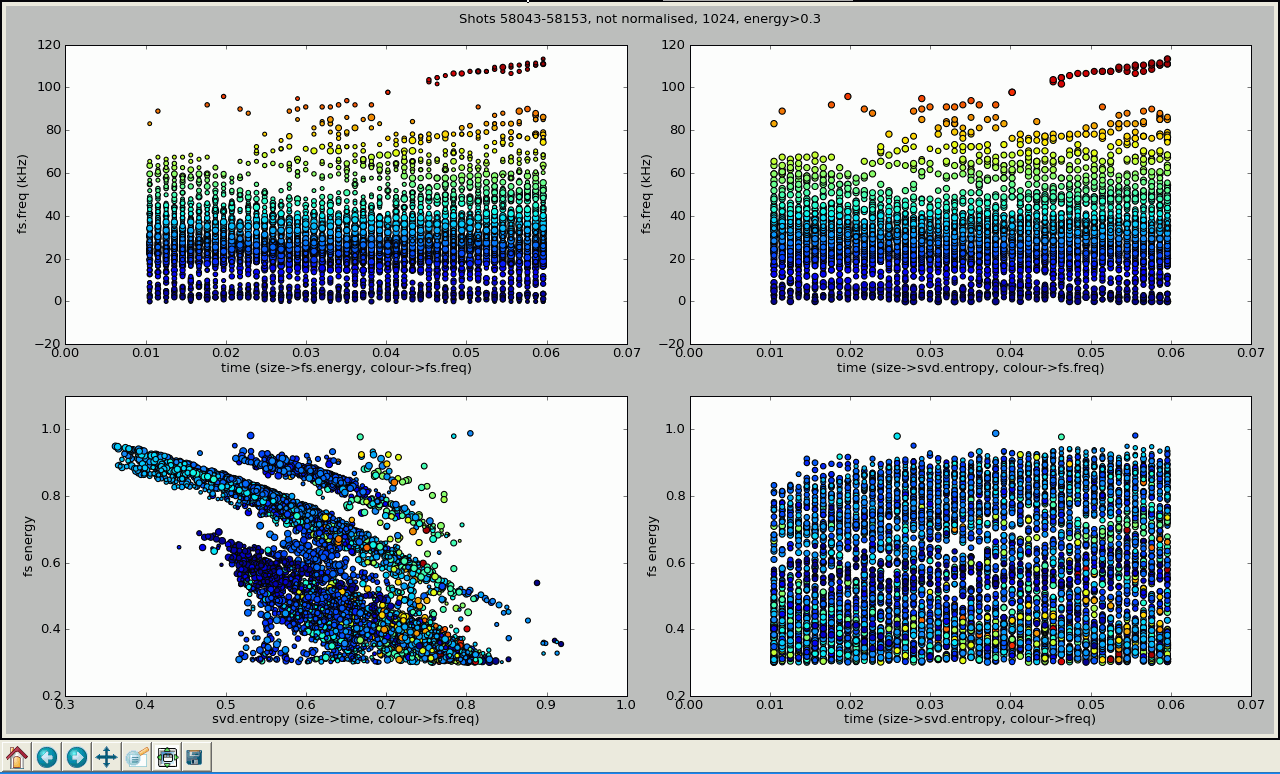 Shots 58043-58153, not normalised, 1024, energy>0.3
120
100
80
60
40
20
0
−20
fs.freq (kHz)
0.00 0.01 0.02 0.03 0.04 0.05 0.06 0.07
time (size->fs.energy, colour->fs.freq)
120
100
80
60
40
20
0
−20
fs.freq (kHz)
0.00 0.01 0.02 0.03 0.04 0.05 0.06 0.07
time (size->svd.entropy, colour->fs.freq)
1.0
0.8
0.6
0.4
0.2
fs energy
0.3 0.4 0.5 0.6 0.7 0.8 0.9 1.0
svd.entropy (size->time, colour->fs.freq)
1.0
0.8
0.6
0.4
0.2
fs energy
0.00 0.01 0.02 0.03 0.04 0.05 0.06 0.07
time (size->svd.entropy, colour->freq)